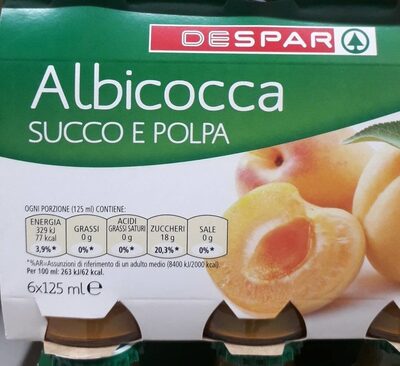 DESPAR
Albicocca
SUCCO E POLPA
OGNI PORZIONE (125 ml) CONTIENE:
ENERGIA
329 kJ
77 kcal
3,9%*
GRASSI
0g
0%*
ACIDI
GRASSI SATURI
0g
0%*
ZUCCHERI
18 g
20,3%*
SALE
0 g
0%*
*%AR=Assunzioni di riferimento di un adulto medio (8400 kJ/2000 kcal).
Per 100 ml: 263 kJ/62 kcal.
6x125 ml e